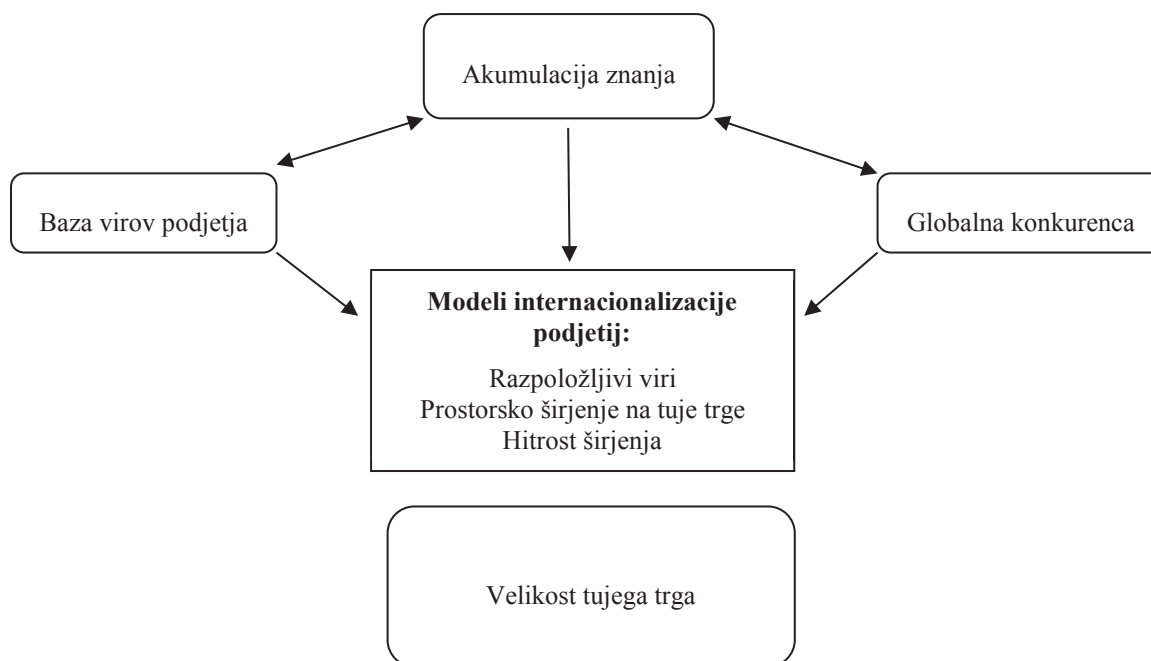 Akumulacija znanja
Baza virov podjetja
Globalna konkurenca
Modeli internacionalizacije
podjetij:
Razpoložljivi viri
Prostorsko širjenje na tuje trge
Hitrost širjenja
Velikost tujega trga